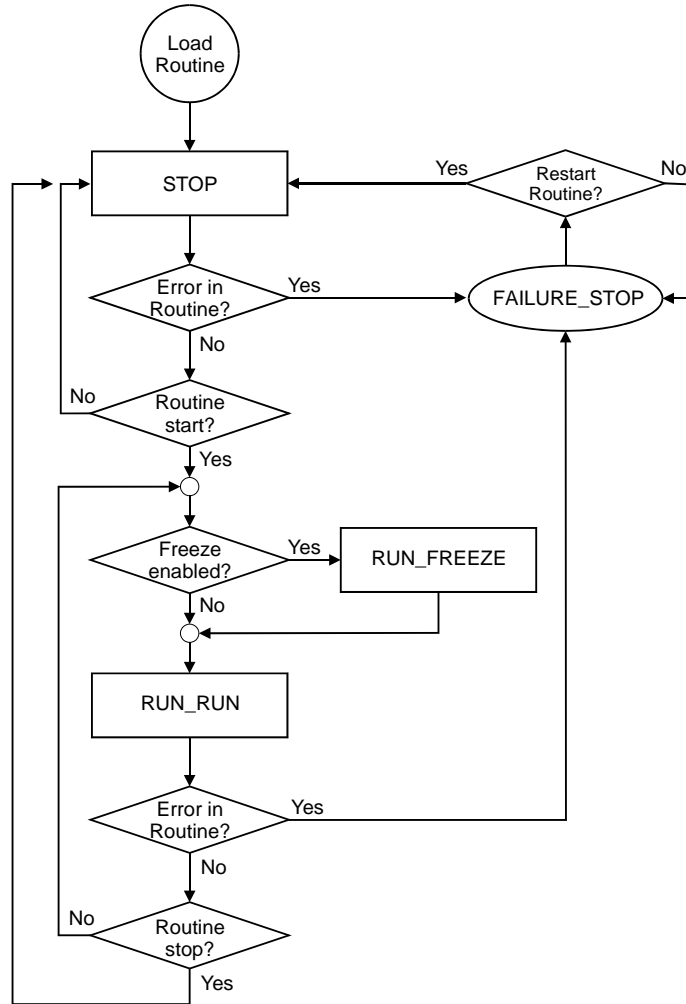 Load
Routine
STOP
Yes
Restart
Routine?
No
Error in
Routine?
Yes
FAILURE_STOP
No
No
Routine
start?
Yes
Freeze
enabled?
Yes
RUN_FREEZE
No
RUN_RUN
Error in
Routine?
Yes
No
No
Routine
stop?
Yes